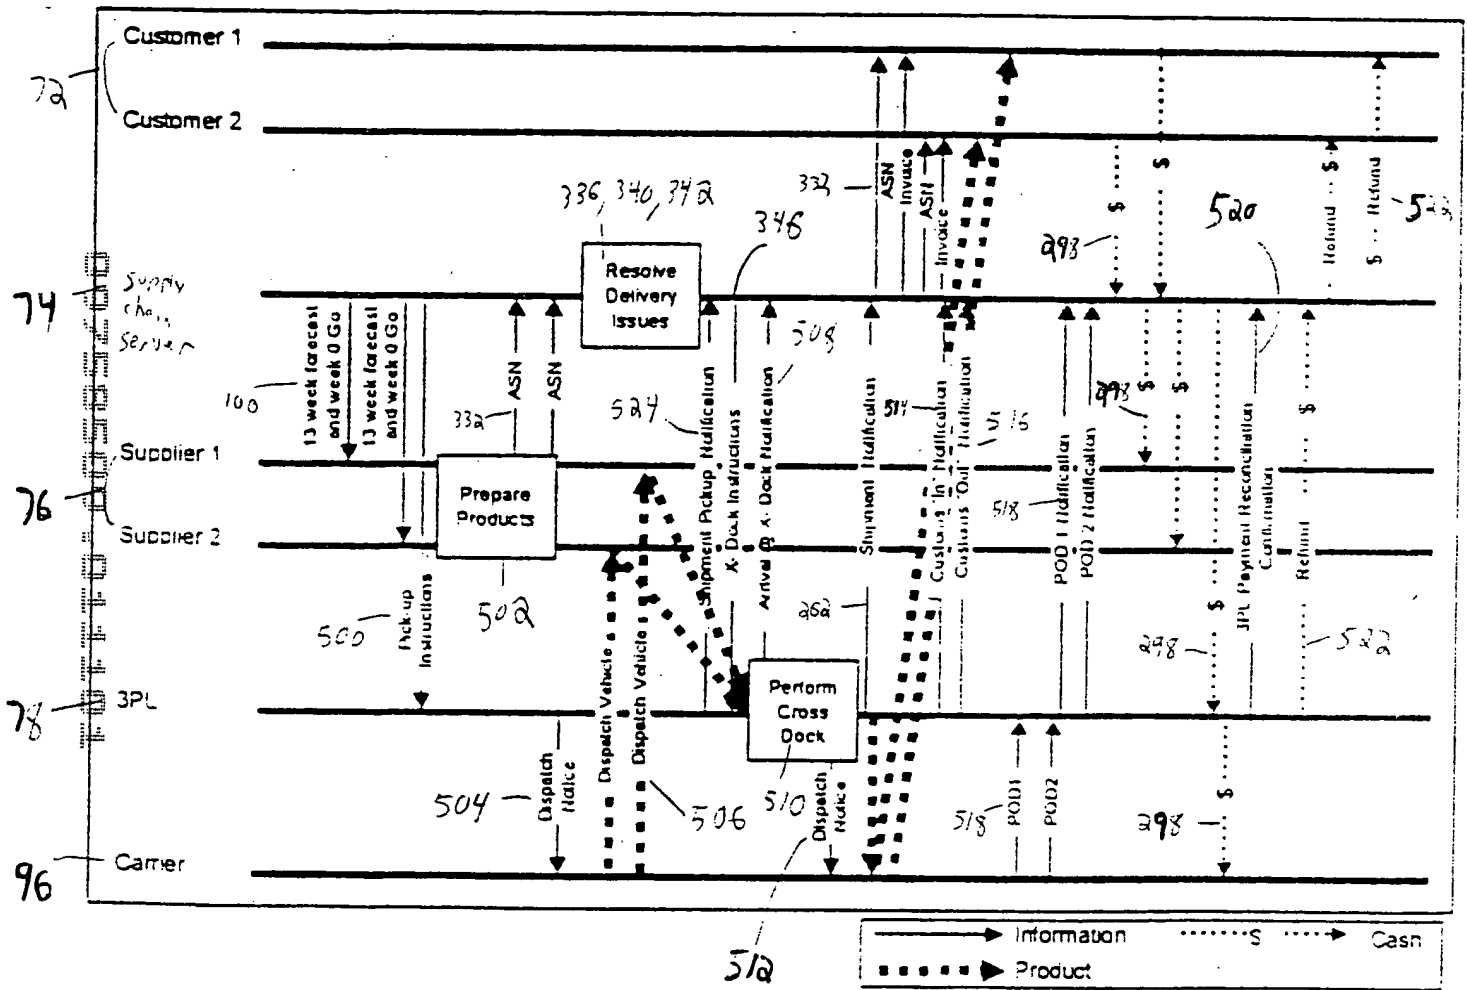 Customer 1
72
Customer 2
336, 340, 342
346
332
ASN
Invoice
ASN
Invoice
$
$
298
520
Refund
$
$
Refund
522
74
Supply
chain
server
Resolve
Delivery
Issues
508
100
13 week forecast
and week 0 Go
13 week forecast
and week 0 Go
332
ASN
ASN
524
Shipment Pickup Notification
X-Dock Instructions
Arrival @ X-Dock Notification
Shipment Notification
514
Customs 'In' Notification
Customs 'Out' Notification
516
518
POD 1 Notification
POD 2 Notification
298
$
$
$
3PL Payment Reconciliation
Confirmation
$
Refund
Supplier 1
76
Supplier 2
Prepare
Products
502
500
Pick-up
Instructions
262
298
522
78
3PL
Perform
Cross
Dock
510
504
Dispatch
Notice
Dispatch Vehicle
Dispatch Vehicle
506
Dispatch
Notice
512
518
POD1
POD2
298
$
96
Carrier
Information
$
Cash
Product